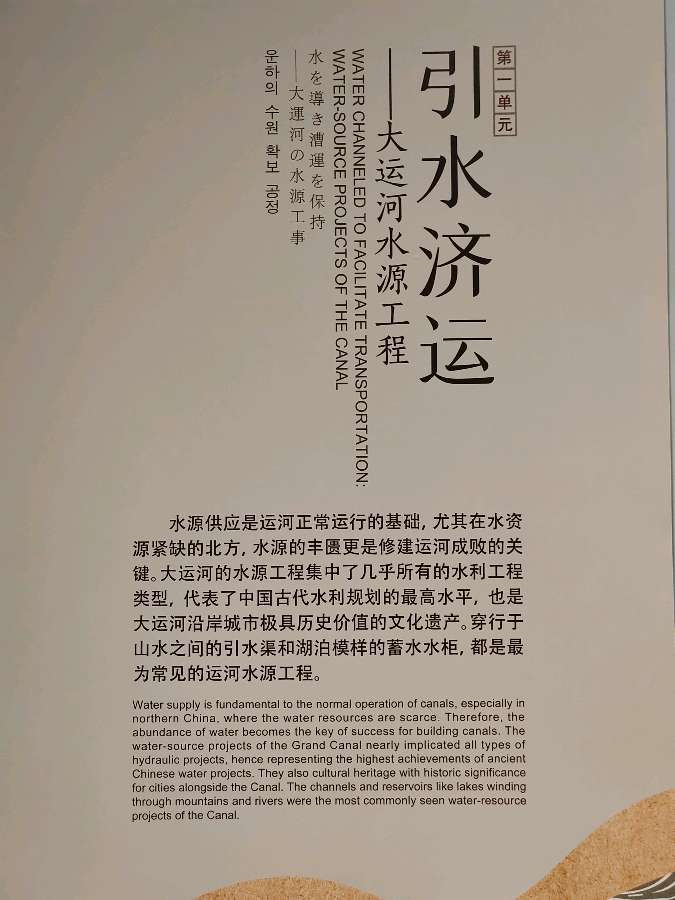 第一单元
引水济运
——大运河水源工程
WATER CHANNELED TO FACILITATE TRANSPORTATION:
WATER-SOURCE PROJECTS OF THE CANAL
水を導き漕運を保持
——大運河の水源工事
운하의 수원 확보 공정
水源供应是运河正常运行的基础，尤其在水资
源紧缺的北方，水源的丰匮更是修建运河成败的关
键。大运河的水源工程集中了几乎所有的水利工程
类型，代表了中国古代水利规划的最高水平，也是
大运河沿岸城市极具历史价值的文化遗产。穿行于
山水之间的引水渠和湖泊模样的蓄水水柜，都是最
为常见的运河水源工程。
Water supply is fundamental to the normal operation of canals, especially in
northern China, where the water resources are scarce. Therefore, the
abundance of water becomes the key of success for building canals. The
water-source projects of the Grand Canal nearly implicated all types of
hydraulic projects, hence representing the highest achievements of ancient
Chinese water projects. They also cultural heritage with historic significance
for cities alongside the Canal. The channels and reservoirs like lakes winding
through mountains and rivers were the most commonly seen water-resource
projects of the Canal.